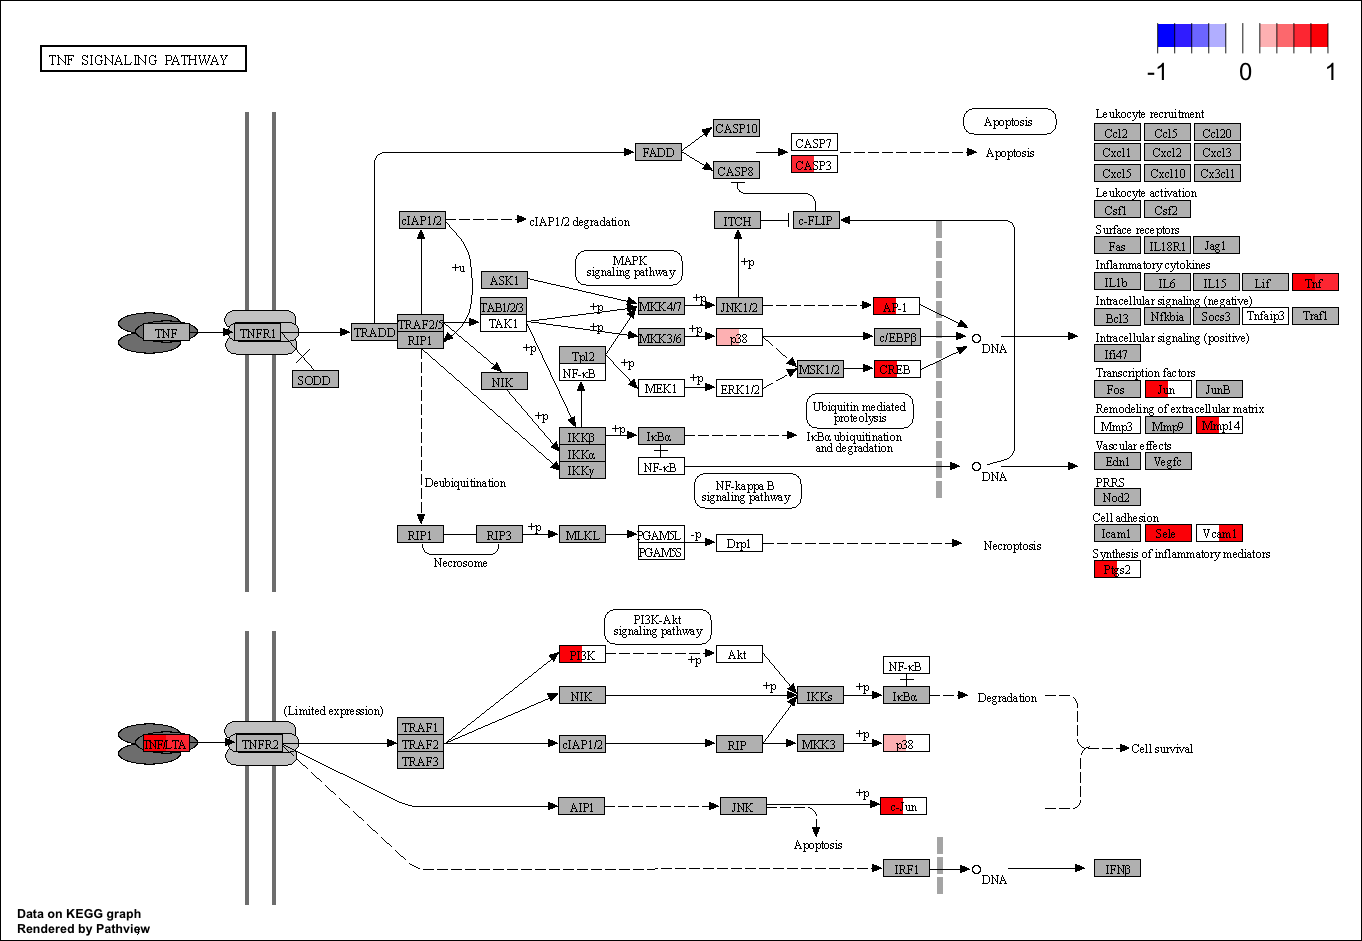 TNF SIGNALING PATHWAY
-1 0 1
Leukocyte recruitment
Ccl2 Ccl5 Ccl20
Cxcl1 Cxcl2 Cxcl3
Cxcl5 Cxcl10 Cx3cl1
Leukocyte activation
Csf1 Csf2
Surface receptors
Fas IL18R1 Jag1
Inflammatory cytokines
IL1b IL6 IL15 Lif Tnf
Intracellular signaling (negative)
Bcl3 Nfkbia Socs3 Tnfaip3 Traf1
Intracellular signaling (positive)
Ifi47
Transcription factors
Fos Jun JunB
Remodeling of extracellular matrix
Mmp3 Mmp9 Mmp14
Vascular effects
Edn1 Vegfc
PRRS
Nod2
Cell adhesion
Icam1 Sele Vcam1
Synthesis of inflammatory mediators
Ptgs2
CASP10
FADD
CASP8
CASP7
CASP3
Apoptosis
Apoptosis
cIAP1/2
cIAP1/2 degradation
ITCH
c-FLIP
+u
+p
MAPK
signaling pathway
ASK1
TAB1/2/3
TAK1
+p
+p
MKK4/7
+p
JNK1/2
AP-1
TNF
TNFR1
TRADD
TRAF2/5
RIP1
MKK3/6
+p
p38
c/EBPβ
DNA
SODD
NIK
Tpl2
NF-κB
+p
MEK1
+p
ERK1/2
MSK1/2
+p
CREB
+p
Ubiquitin mediated
proteolysis
IKKβ
IKKα
IKKγ
+p
IκBα
IκBα ubiquitination
and degradation
NF-κB
DNA
NF-kappa B
signaling pathway
Deubiquitination
RIP1
RIP3
+p
MLKL
PGAM5L
PGAM5S
-p
Drp1
Necroptosis
Necrosome
PI3K-Akt
signaling pathway
PI3K
+p
Akt
NF-κB
NIK
+p
IKKs
+p
IκBα
Degradation
(Limited expression)
TNF/LTA
TNFR2
TRAF1
TRAF2
TRAF3
cIAP1/2
RIP
MKK3
+p
p38
Cell survival
AIP1
JNK
+p
c-Jun
Apoptosis
IRF1
DNA
IFNβ
Data on KEGG graph
Rendered by Pathview